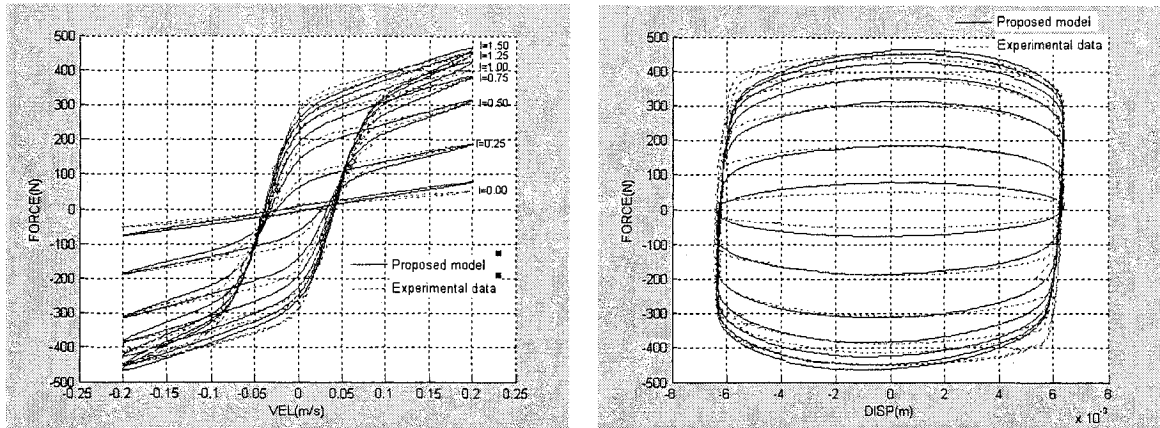 500
400
300
200
100
0
-100
-200
-300
-400
-500
FORCE(N)
I=1.50
I=1.25
I=1.00
I=0.75
I=0.50
I=0.25
I=0.00
Proposed model
Experimental data
-0.25 -0.2 -0.15 -0.1 -0.05 0 0.05 0.1 0.15 0.2 0.25
VEL(m/s)
Proposed model
Experimental data
500
400
300
200
100
0
-100
-200
-300
-400
-500
FORCE(N)
-8 -6 -4 -2 0 2 4 6 8
DISP(m)
x 10⁻³